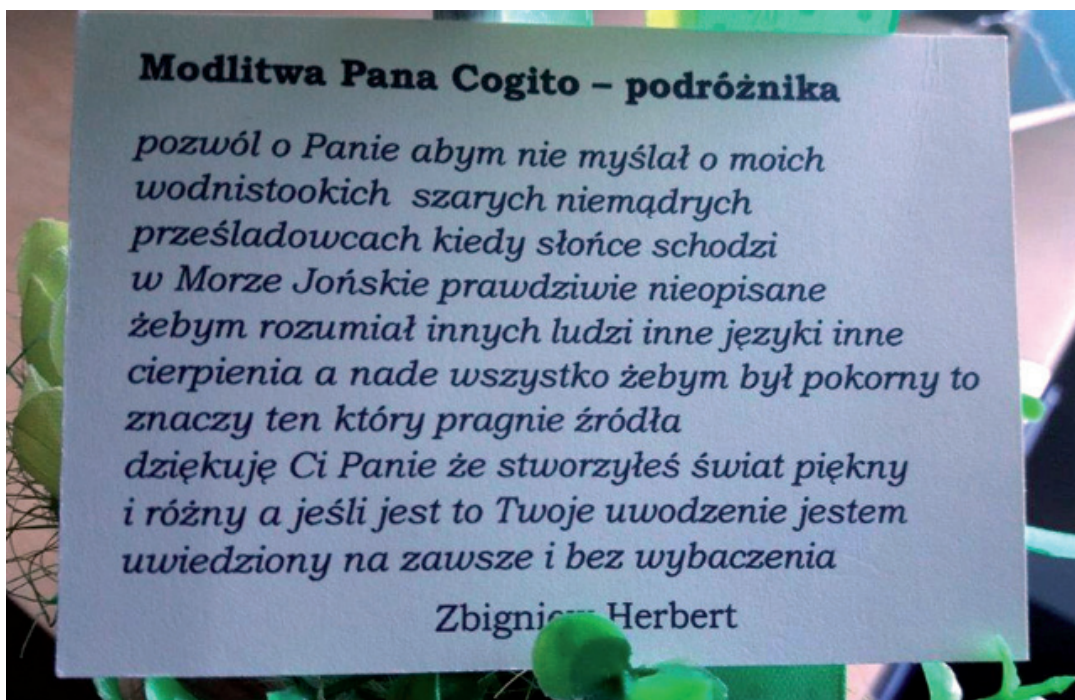 Modlitwa Pana Cogito – podróżnika
pozwól o Panie abym nie myślał o moich
wodnistookich szarych niemądrych
prześladowcach kiedy słońce schodzi
w Morze Jońskie prawdziwie nieopisane
żebym rozumiał innych ludzi inne języki inne
cierpienia a nade wszystko żebym był pokorny to
znaczy ten który pragnie źródła
dziękuję Ci Panie że stworzyłeś świat piękny
i różny a jeśli jest to Twoje uwodzenie jestem
uwiedziony na zawsze i bez wybaczenia
Zbigniew Herbert